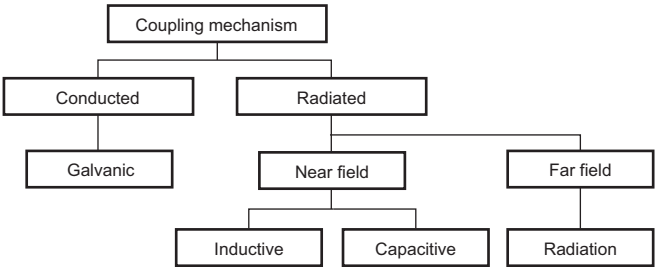 Coupling mechanism
Conducted
Radiated
Galvanic
Near field
Far field
Inductive
Capacitive
Radiation